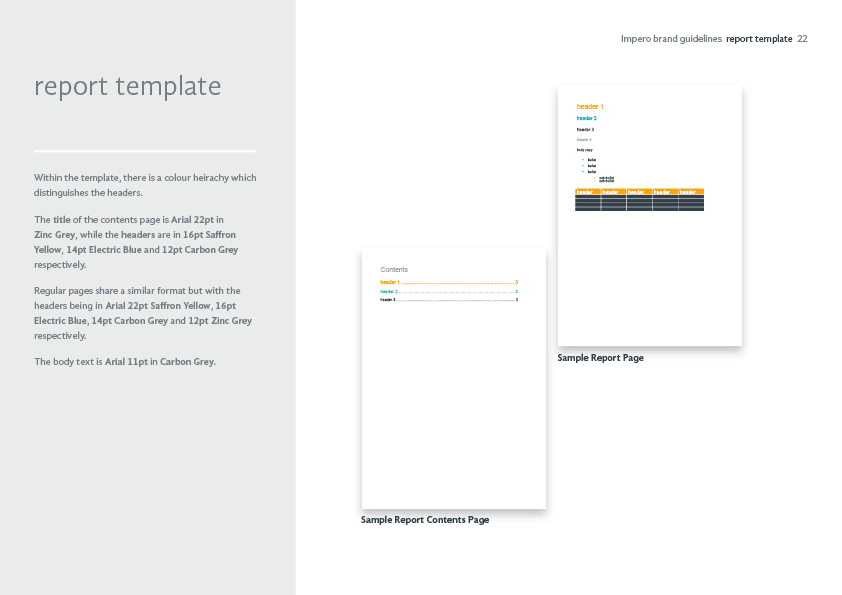 Impero brand guidelines report template 22
report template
Within the template, there is a colour heirachy which
distinguishes the headers.
The title of the contents page is Arial 22pt in
Zinc Grey, while the headers are in 16pt Saffron
Yellow, 14pt Electric Blue and 12pt Carbon Grey
respectively.
Regular pages share a similar format but with the
headers being in Arial 22pt Saffron Yellow, 16pt
Electric Blue, 14pt Carbon Grey and 12pt Zinc Grey
respectively.
The body text is Arial 11pt in Carbon Grey.
header 1
header 2
header 3
header 4
body copy
bullet
bullet
bullet
sub bullet
sub bullet
header header header header header
Sample Report Page
Contents
header 1 3
header 2 3
header 3 3
Sample Report Contents Page